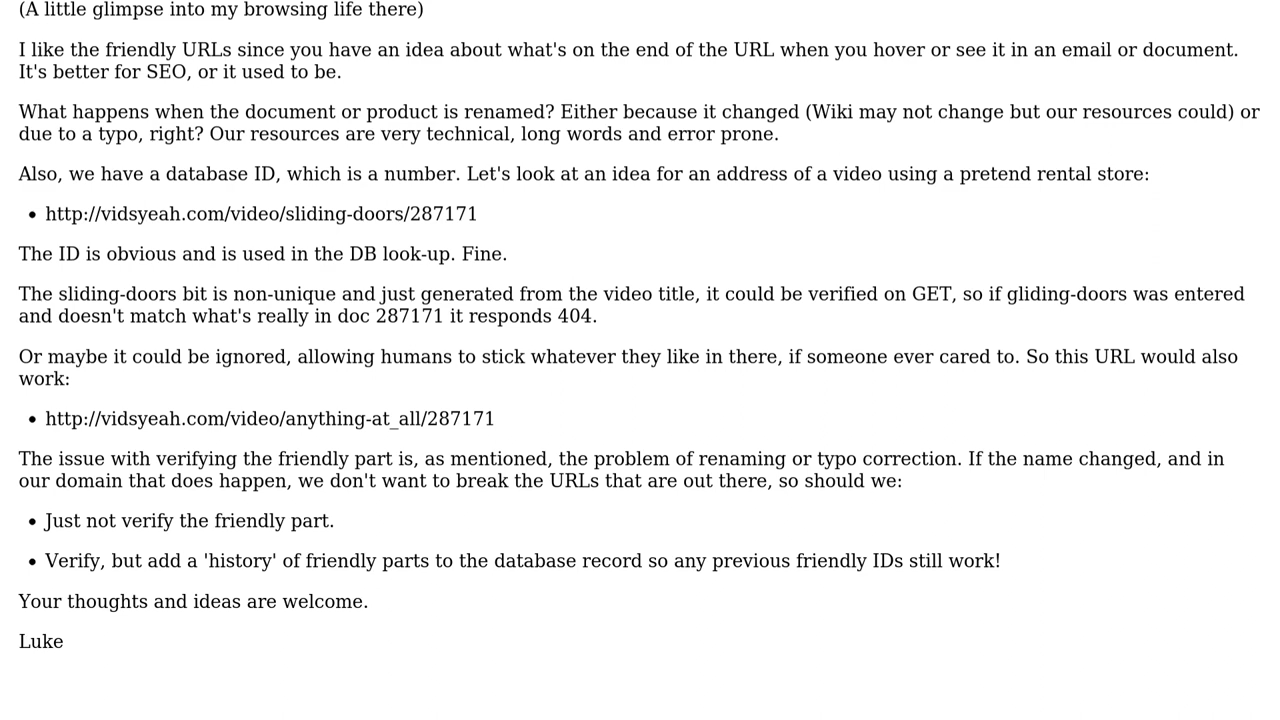 (A little glimpse into my browsing life there)
I like the friendly URLs since you have an idea about what's on the end of the URL when you hover or see it in an email or document.
It's better for SEO, or it used to be.
What happens when the document or product is renamed? Either because it changed (Wiki may not change but our resources could) or
due to a typo, right? Our resources are very technical, long words and error prone.
Also, we have a database ID, which is a number. Let's look at an idea for an address of a video using a pretend rental store:
• http://vidsyeah.com/video/sliding-doors/287171
The ID is obvious and is used in the DB look-up. Fine.
The sliding-doors bit is non-unique and just generated from the video title, it could be verified on GET, so if gliding-doors was entered
and doesn't match what's really in doc 287171 it responds 404.
Or maybe it could be ignored, allowing humans to stick whatever they like in there, if someone ever cared to. So this URL would also
work:
• http://vidsyeah.com/video/anything-at_all/287171
The issue with verifying the friendly part is, as mentioned, the problem of renaming or typo correction. If the name changed, and in
our domain that does happen, we don't want to break the URLs that are out there, so should we:
• Just not verify the friendly part.
• Verify, but add a 'history' of friendly parts to the database record so any previous friendly IDs still work!
Your thoughts and ideas are welcome.
Luke